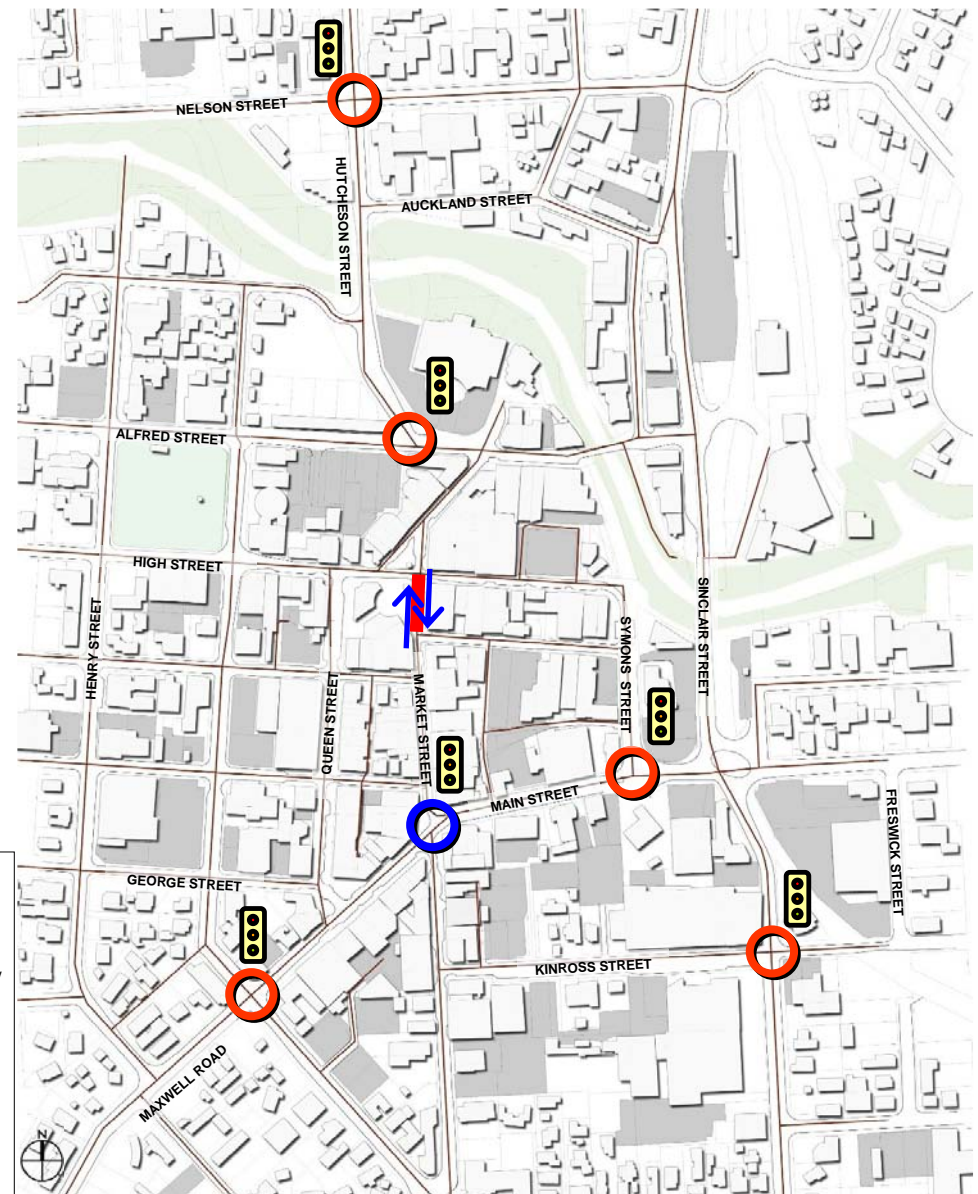 NELSON STREET
HUTCHESON STREET
AUCKLAND STREET
ALFRED STREET
HIGH STREET
HENRY STREET
SINCLAIR STREET
SYMONS STREET
QUEEN STREET
MARKET STREET
MAIN STREET
FRESWICK STREET
GEORGE STREET
KINROSS STREET
MAXWELL ROAD
N